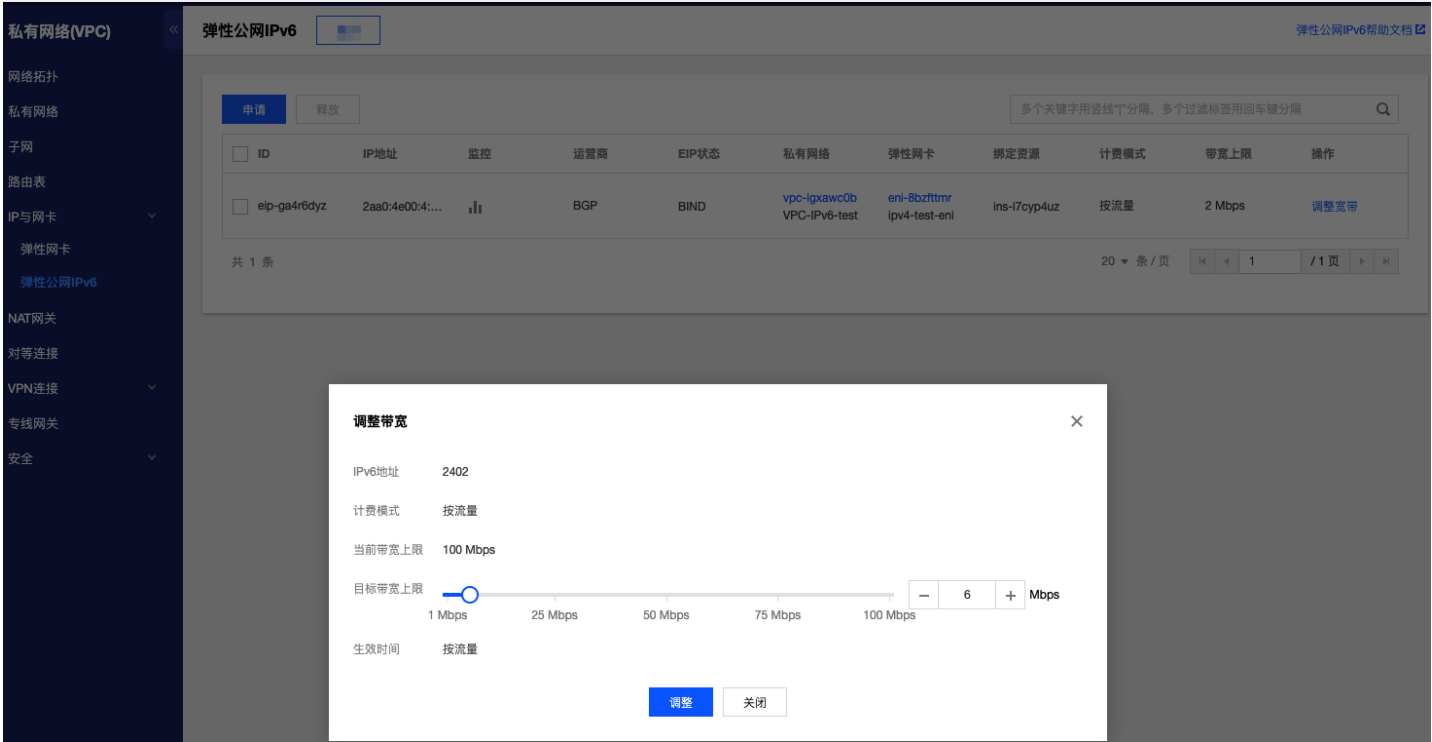 私有网络(VPC)
弹性公网IPv6
弹性公网IPv6帮助文档
网络拓扑
私有网络
子网
路由表
IP与网卡
弹性网卡
弹性公网IPv6
NAT网关
对等连接
VPN连接
专线网关
安全
申请 释放 多个关键字用竖线"|"分隔，多个过滤标签用回车键分隔
ID IP地址 监控 运营商 EIP状态 私有网络 弹性网卡 绑定资源 计费模式 带宽上限 操作
eip-ga4r6dyz 2aa0:4e00:4:... BGP BIND vpc-lgxawc0b eni-8bzfttmr ins-l7cyp4uz 按流量 2 Mbps 调整宽带
VPC-IPv6-test ipv4-test-eni
共 1 条 20 条 / 页 1 / 1 页
调整带宽
IPv6地址 2402
计费模式 按流量
当前带宽上限 100 Mbps
目标带宽上限 6 Mbps
1 Mbps 25 Mbps 50 Mbps 75 Mbps 100 Mbps
生效时间 按流量
调整 关闭